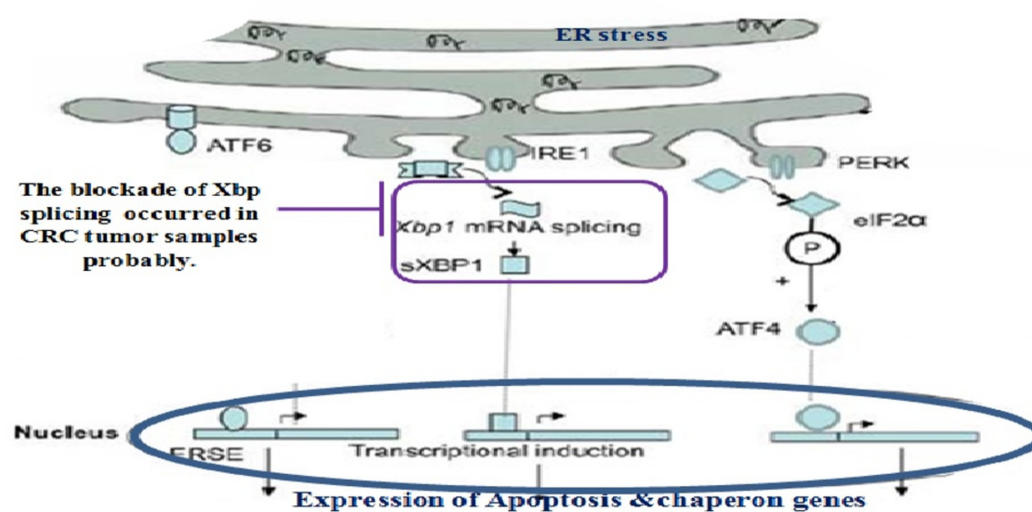 ER stress
ATF6
IRE1
PERK
The blockade of Xbp
splicing occurred in
CRC tumor samples
probably.
Xbp1 mRNA splicing
sXBP1
eIF2α
P
+
ATF4
Nucleus
ERSE
Transcriptional induction
Expression of Apoptosis &chaperon genes